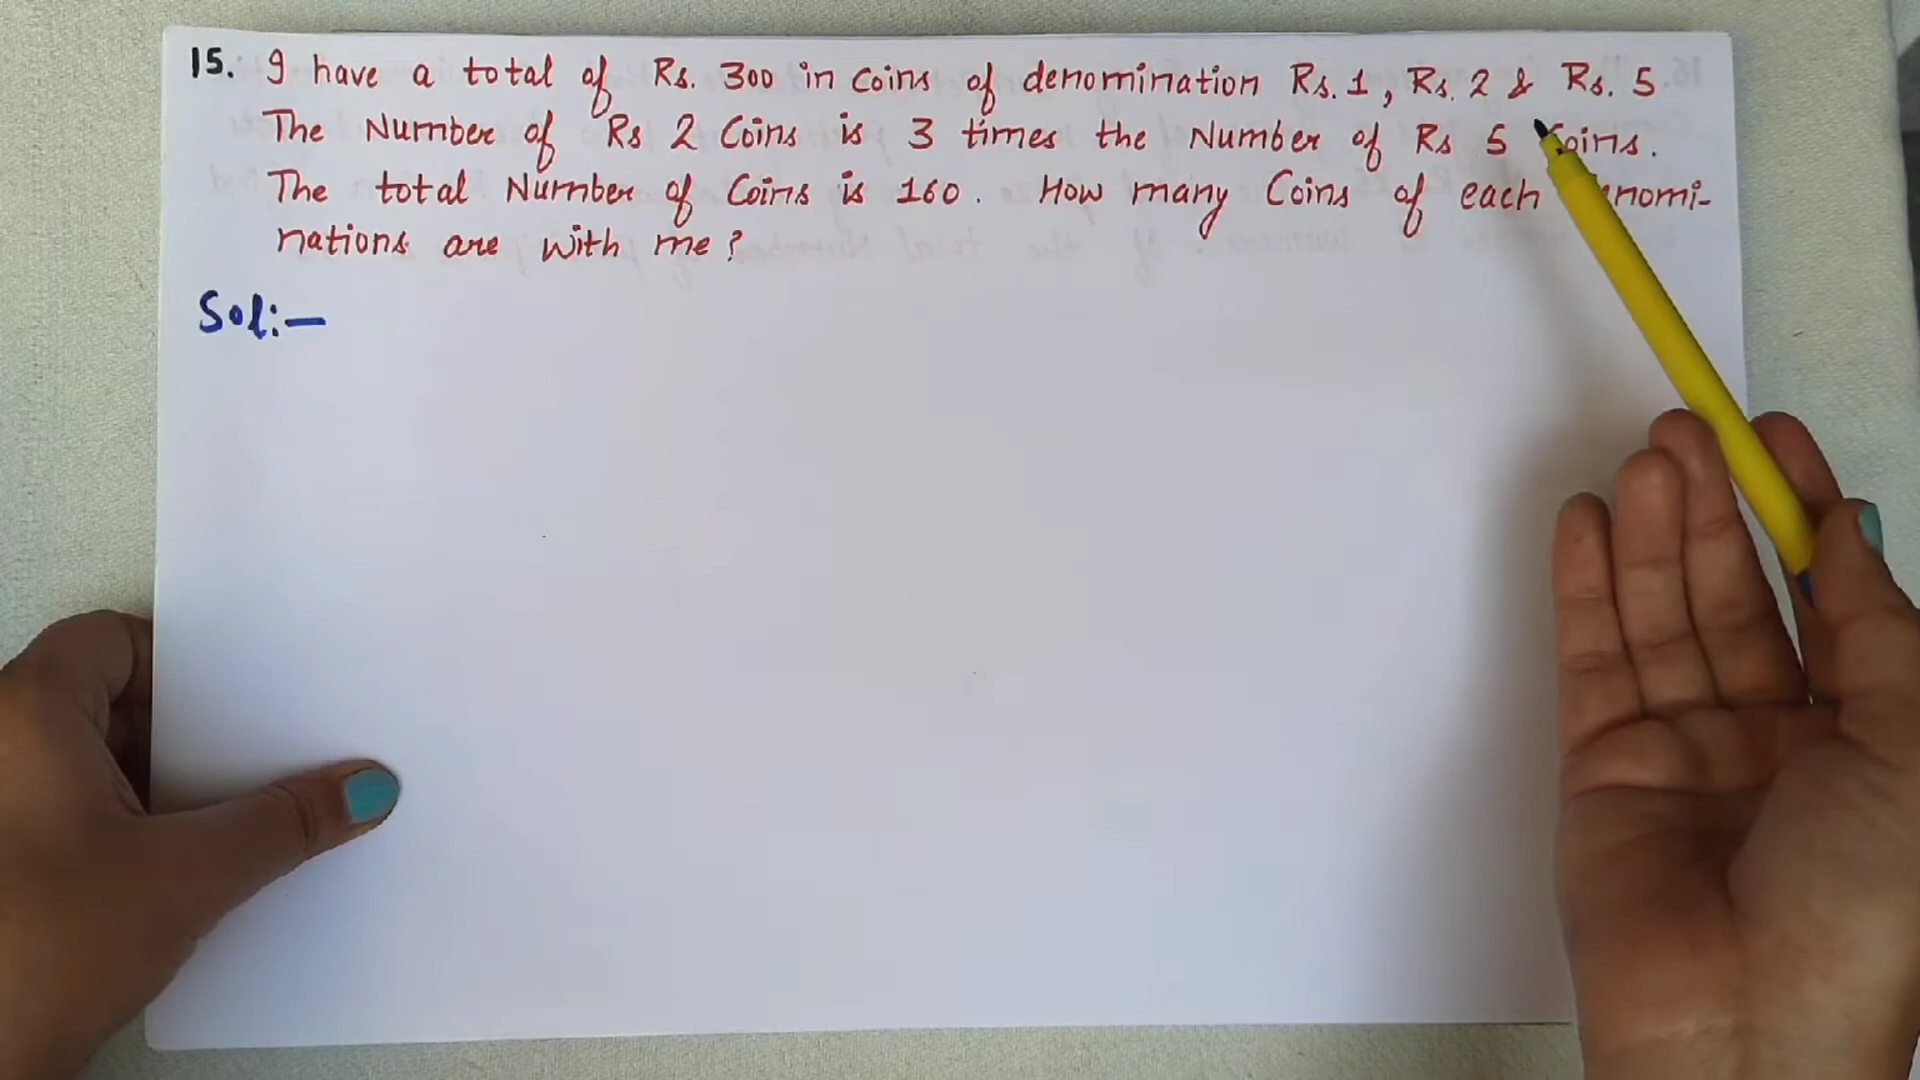 15. I have a total of Rs. 300 in coins of denomination Rs. 1, Rs. 2 & Rs. 5
The Number of Rs 2 Coins is 3 times the Number of Rs 5 Coins.
The total Number of Coins is 160. How many Coins of each
nations are with me?
Sol:-